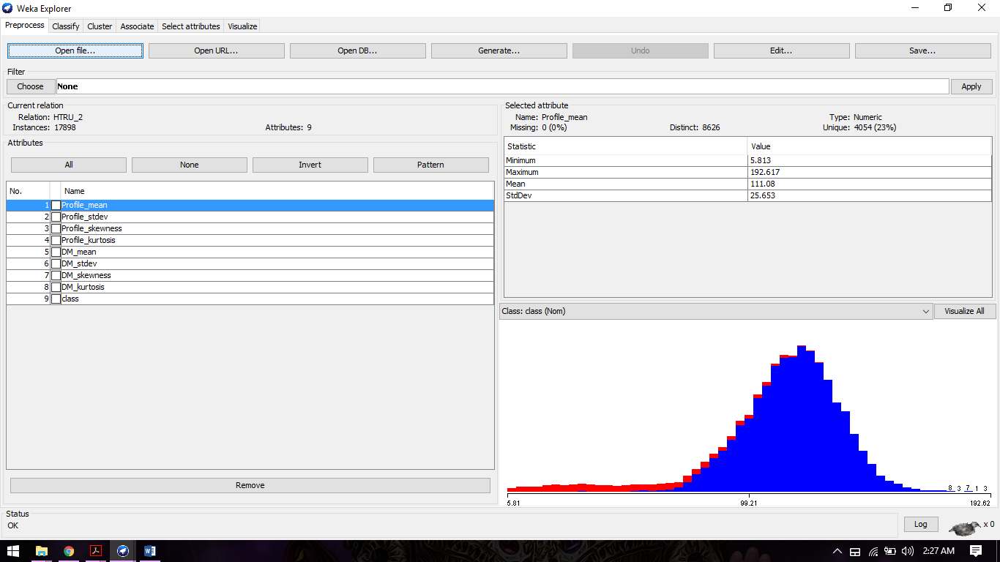 Weka Explorer
Preprocess Classify Cluster Associate Select attributes Visualize
Open file... Open URL... Open DB... Generate... Undo Edit... Save...
Filter
Choose None Apply
Current relation
Relation: HTRU_2
Instances: 17898 Attributes: 9
Attributes
All None Invert Pattern
No. Name
1 Profile_mean
2 Profile_stdev
3 Profile_skewness
4 Profile_kurtosis
5 DM_mean
6 DM_stdev
7 DM_skewness
8 DM_kurtosis
9 class
Remove
Selected attribute
Name: Profile_mean Type: Numeric
Missing: 0 (0%) Distinct: 8626 Unique: 4054 (23%)
Statistic Value
Minimum 5.813
Maximum 192.617
Mean 111.08
StdDev 25.653
Class: class (Nom) Visualize All
8 3 7 1 3
5.81 99.21 192.62
Status
OK
Log x 0
2:27 AM